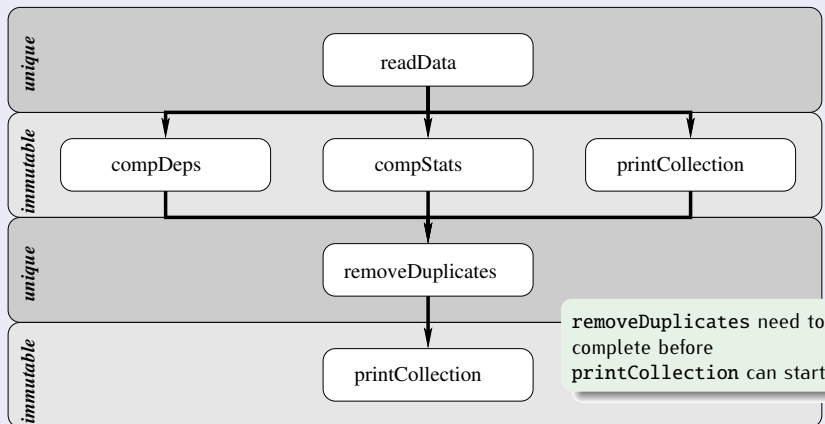 unique
readData
immutable
compDeps
compStats
printCollection
unique
removeDuplicates
removeDuplicates need to
complete before
printCollection can start
immutable
printCollection